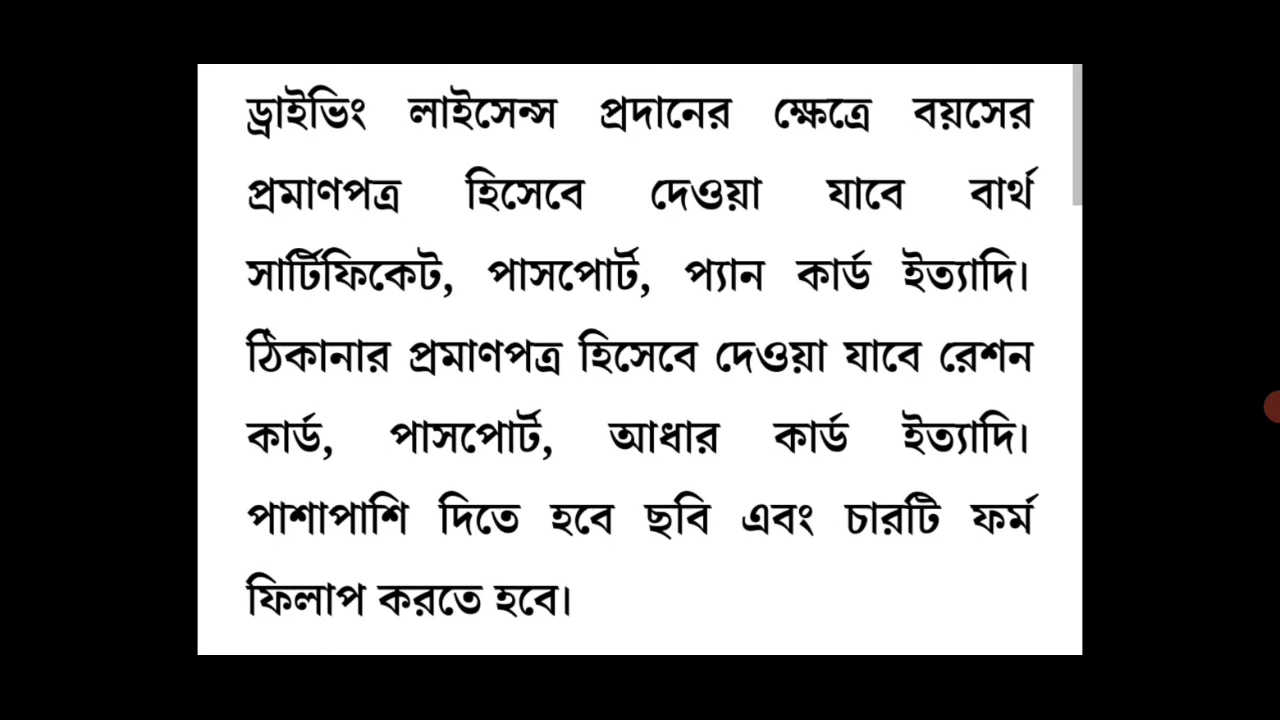 ড্রাইভিং লাইসেন্স প্রদানের ক্ষেত্রে বয়সের
প্রমাণপত্র হিসেবে দেওয়া যাবে বার্থ
সার্টিফিকেট, পাসপোর্ট, প্যান কার্ড ইত্যাদি।
ঠিকানার প্রমাণপত্র হিসেবে দেওয়া যাবে রেশন
কার্ড, পাসপোর্ট, আধার কার্ড ইত্যাদি।
পাশাপাশি দিতে হবে ছবি এবং চারটি ফর্ম
ফিলাপ করতে হবে।